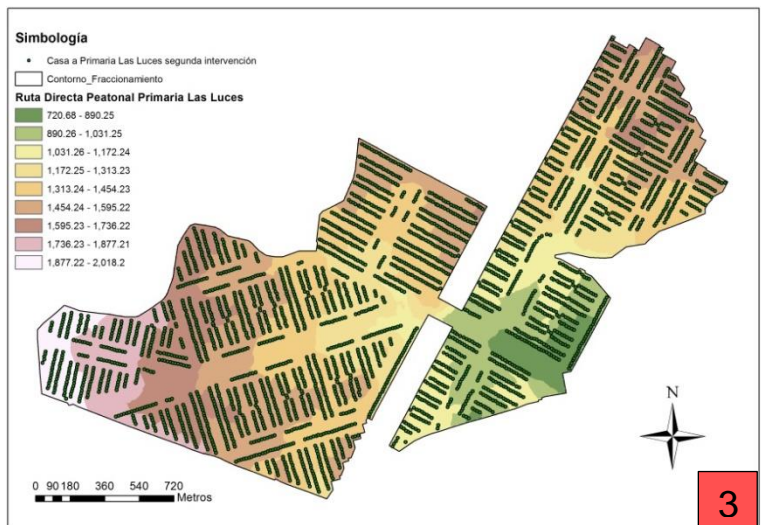 Simbología
Casa a Primaria Las Luces segunda intervención
Contorno_Fraccionamiento
Ruta Directa Peatonal Primaria Las Luces
720.68 - 890.25
890.26 - 1,031.25
1,031.26 - 1,172.24
1,172.25 - 1,313.23
1,313.24 - 1,454.23
1,454.24 - 1,595.22
1,595.23 - 1,736.22
1,736.23 - 1,877.21
1,877.22 - 2,018.2
N
0 90 180 360 540 720
Metros
3